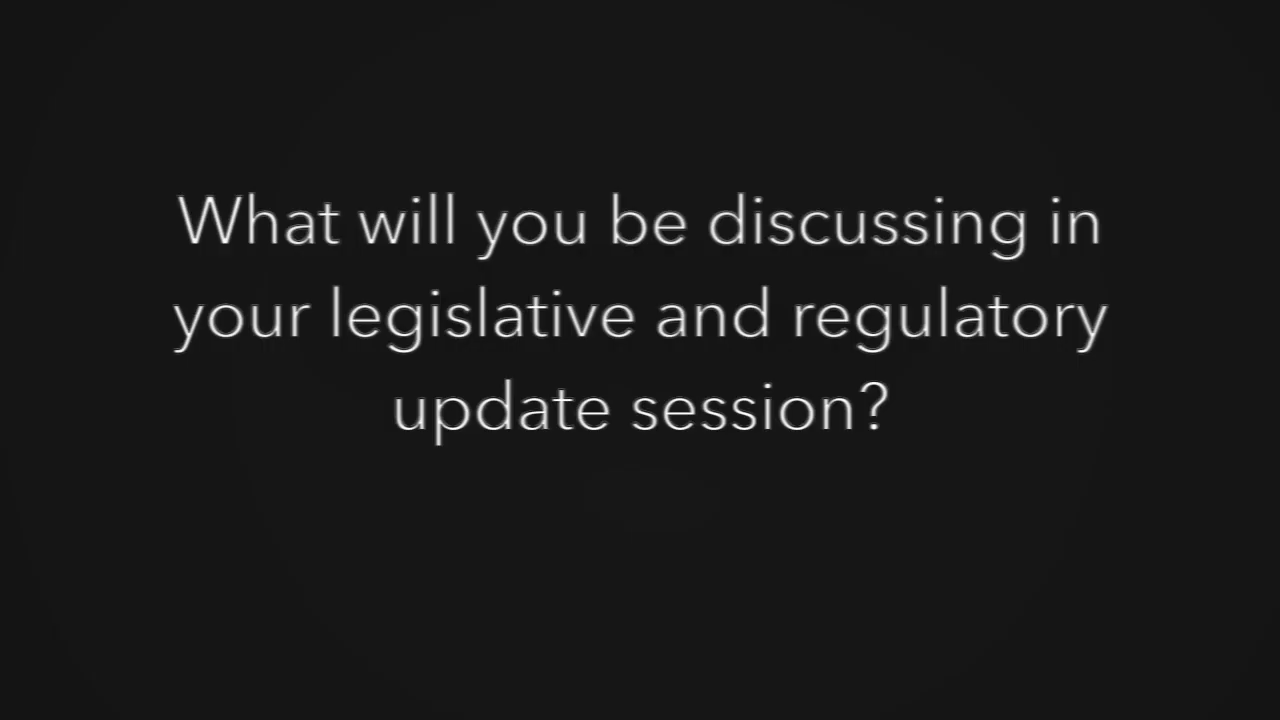 What will you be discussing in
your legislative and regulatory
update session?